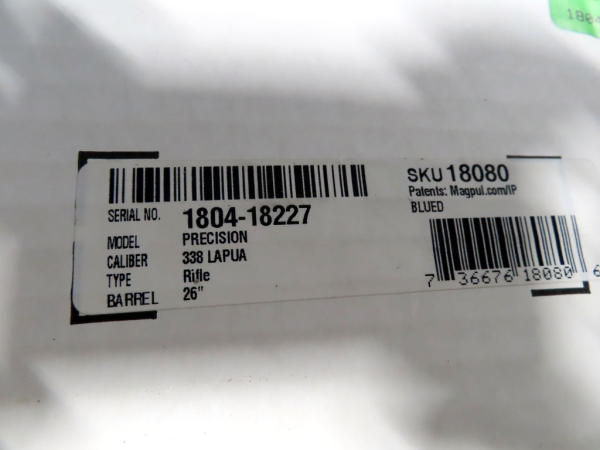 1804
SKU 18080
Patents: Magpul.com/IP
SERIAL NO. 1804-18227
BLUED
MODEL PRECISION
CALIBER 338 LAPUA
TYPE Rifle
BARREL 26"
7 36676 18080 6